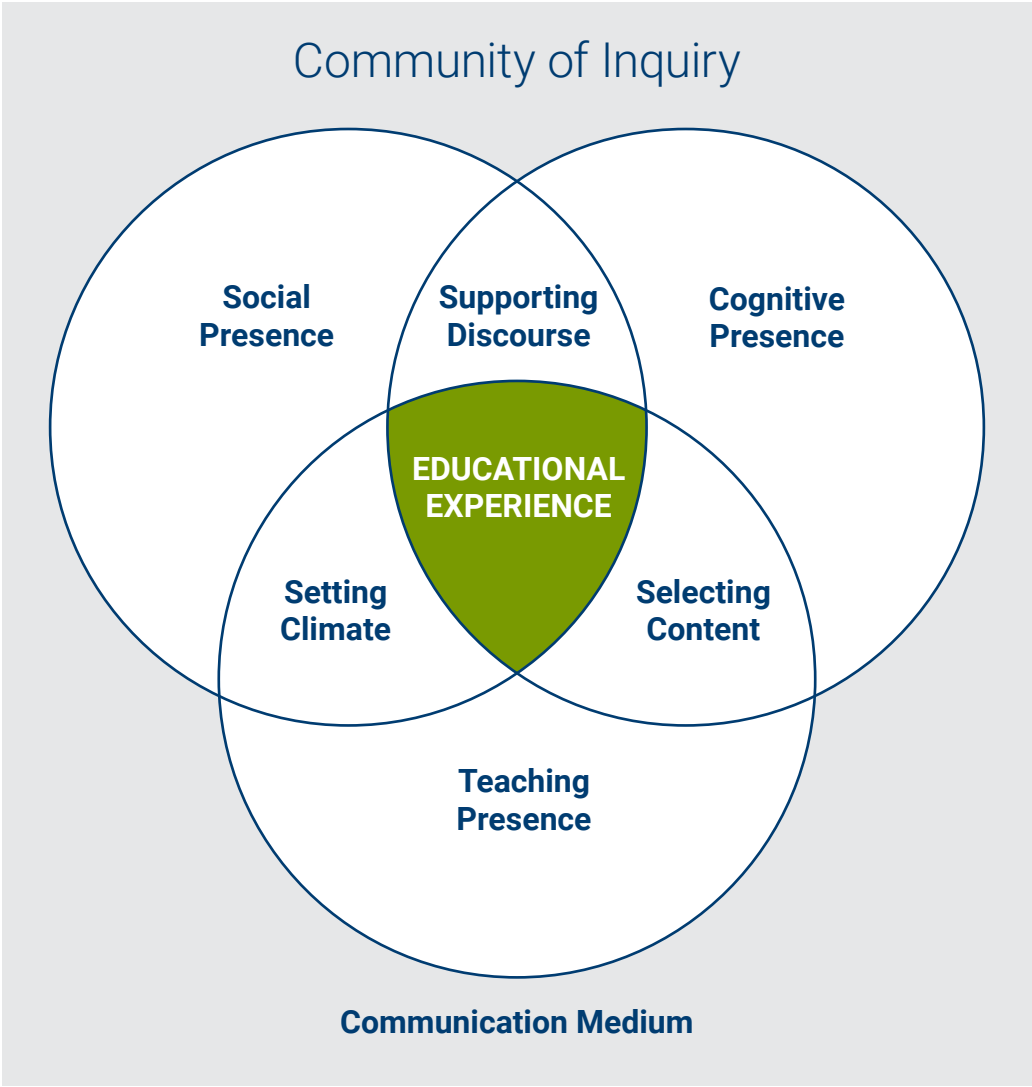 Community of Inquiry
Social
Presence
Supporting
Discourse
Cognitive
Presence
EDUCATIONAL
EXPERIENCE
Setting
Climate
Selecting
Content
Teaching
Presence
Communication Medium